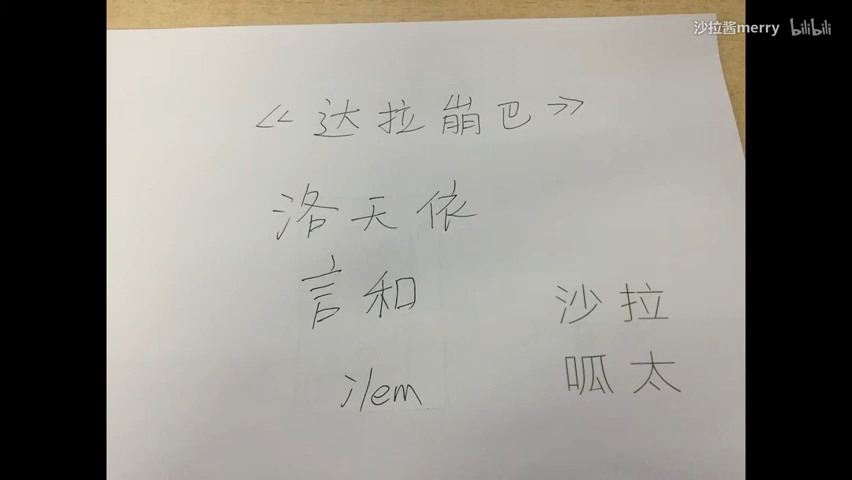 沙拉酱merry bilibili
《达拉崩巴》
洛天依
言和
ilem
沙拉
呱太